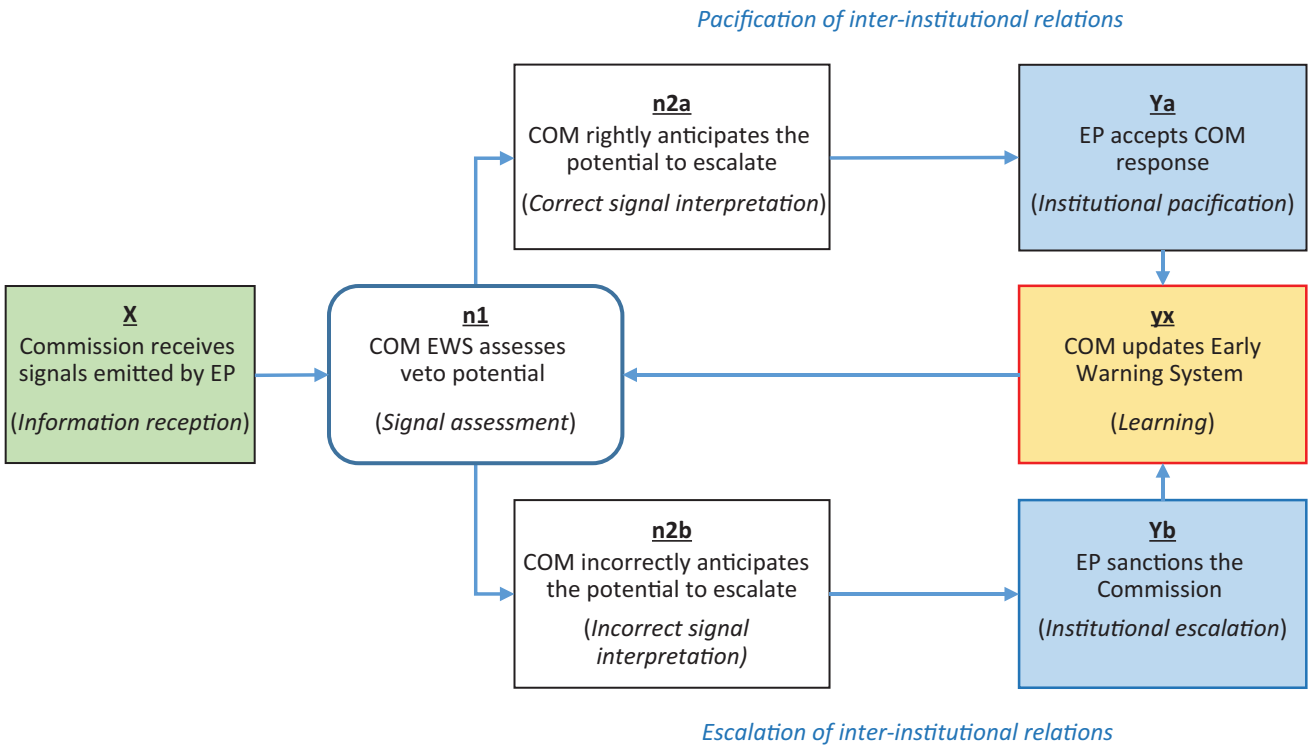 Pacification of inter-institutional relations
n2a
COM rightly anticipates the
potential to escalate
(Correct signal interpretation)
Ya
EP accepts COM
response
(Institutional pacification)
X
Commission receives
signals emitted by EP
(Information reception)
n1
COM EWS assesses
veto potential
(Signal assessment)
yx
COM updates Early
Warning System
(Learning)
n2b
COM incorrectly anticipates
the potential to escalate
(Incorrect signal
interpretation)
Yb
EP sanctions the
Commission
(Institutional escalation)
Escalation of inter-institutional relations